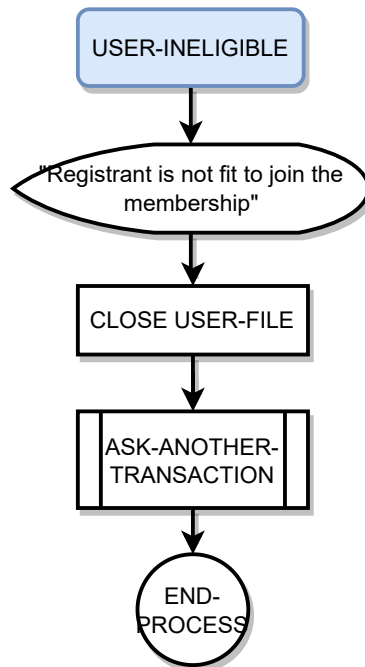 USER-INELIGIBLE
"Registrant is not fit to join the
membership"
CLOSE USER-FILE
ASK-ANOTHER-
TRANSACTION
END-
PROCESS